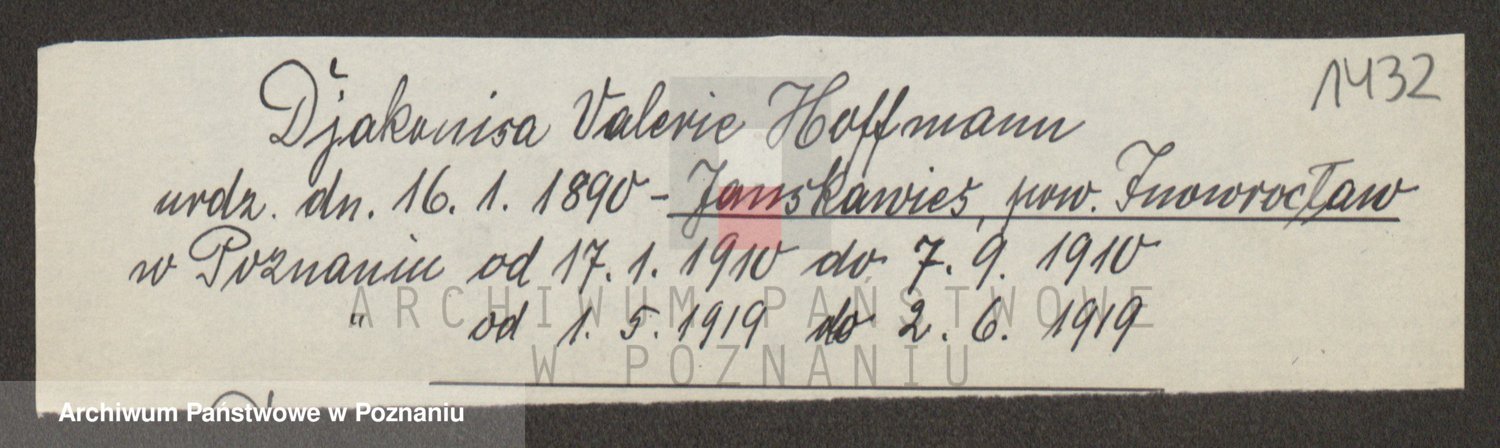 1432
Djakonisa Valerie Hoffmann
urdz. dn. 16. 1. 1890 - Janskawies, pow. Inowrocław
w Poznaniu od 17. 1. 1910 do 7. 9. 1910
" od 1. 5. 1919 do 2. 6. 1919
ARCHIWUM PAŃSTWOWE
W POZNANIU
Archiwum Państwowe w Poznaniu